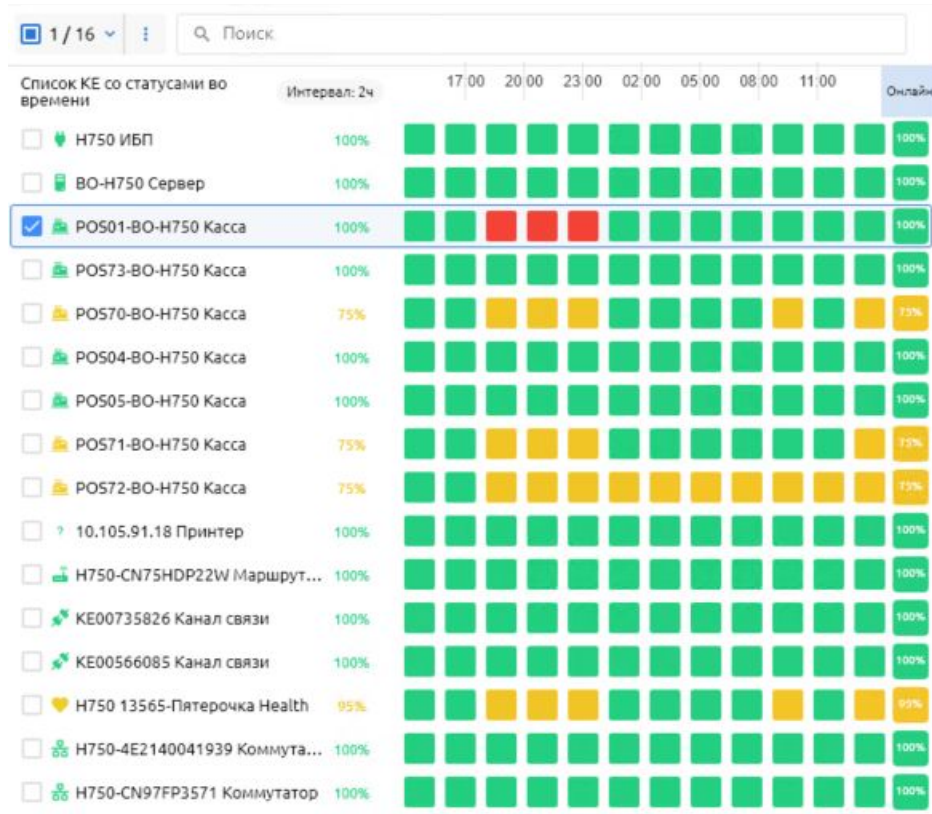 1 / 16
Поиск
Список КЕ со статусами во времени
Интервал: 2ч
17:00 20:00 23:00 02:00 05:00 08:00 11:00
Онлайн
H750 ИБП 100% 100%
BO-H750 Сервер 100% 100%
POS01-BO-H750 Касса 100% 100%
POS73-BO-H750 Касса 100% 100%
POS70-BO-H750 Касса 75% 75%
POS04-BO-H750 Касса 100% 100%
POS05-BO-H750 Касса 100% 100%
POS71-BO-H750 Касса 75% 75%
POS72-BO-H750 Касса 75% 75%
? 10.105.91.18 Принтер 100% 100%
H750-CN75HDP22W Маршрут... 100% 100%
KE00735826 Канал связи 100% 100%
KE00566085 Канал связи 100% 100%
H750 13565-Пятерочка Health 95% 95%
H750-4E2140041939 Коммута... 100% 100%
H750-CN97FP3571 Коммутатор 100% 100%